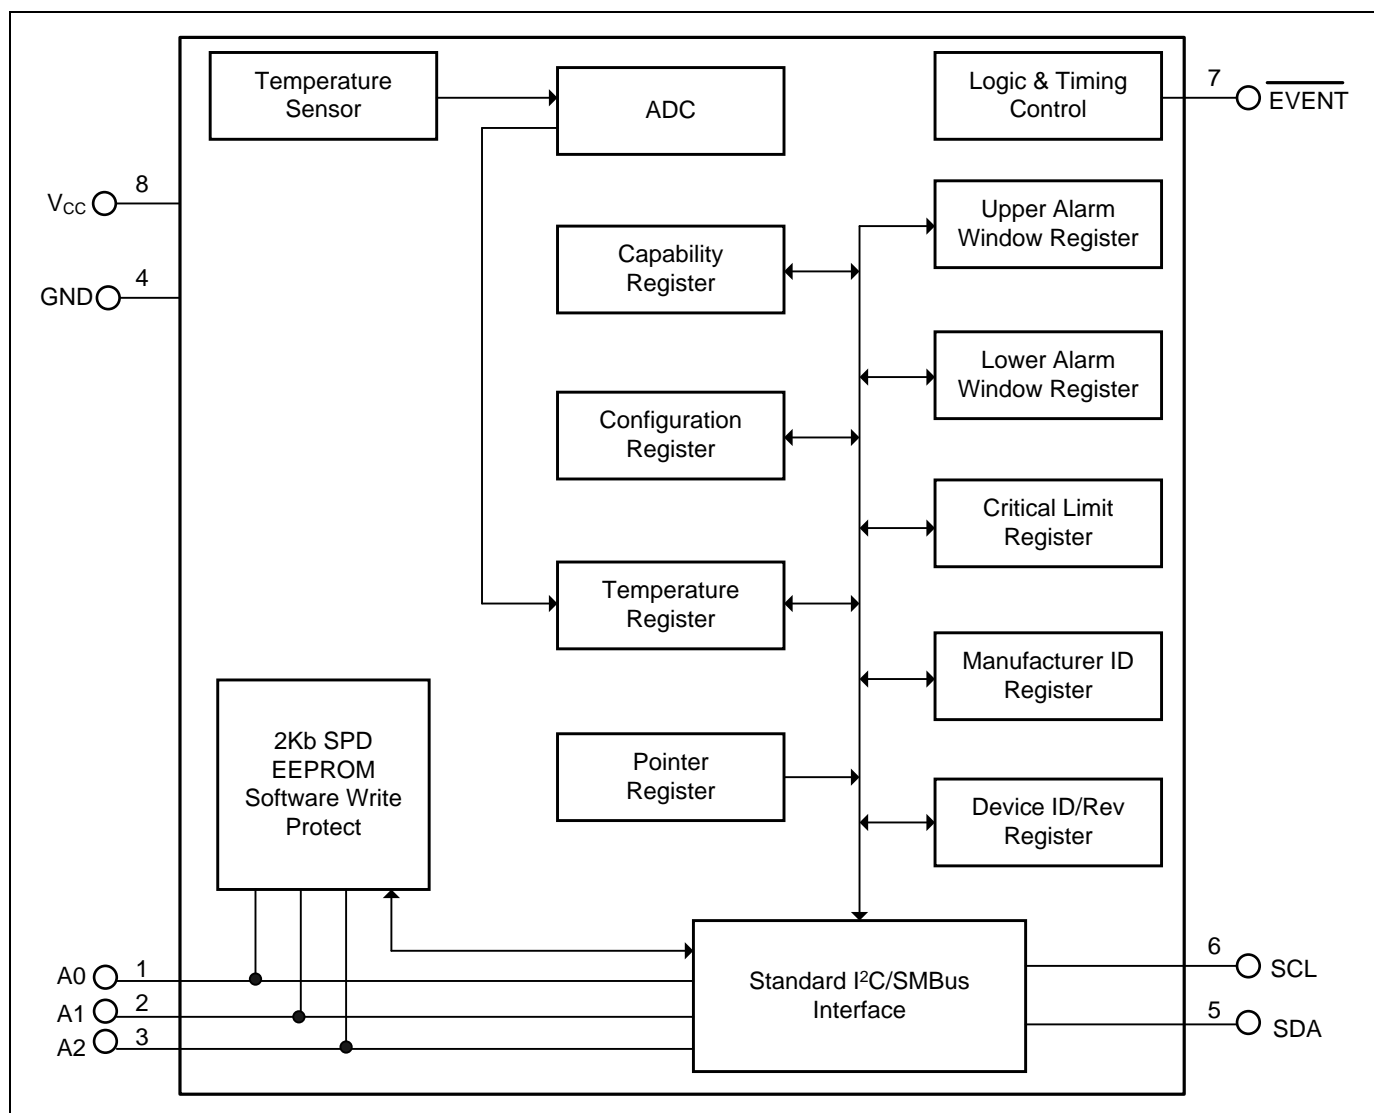 Temperature
Sensor
ADC
Logic & Timing
Control
7
EVENT
8
VCC
Upper Alarm
Window Register
Capability
Register
4
GND
Lower Alarm
Window Register
Configuration
Register
Critical Limit
Register
Temperature
Register
Manufacturer ID
Register
2Kb SPD
EEPROM
Software Write
Protect
Pointer
Register
Device ID/Rev
Register
A0
1
A1
2
A2
3
Standard I²C/SMBus
Interface
6
SCL
5
SDA